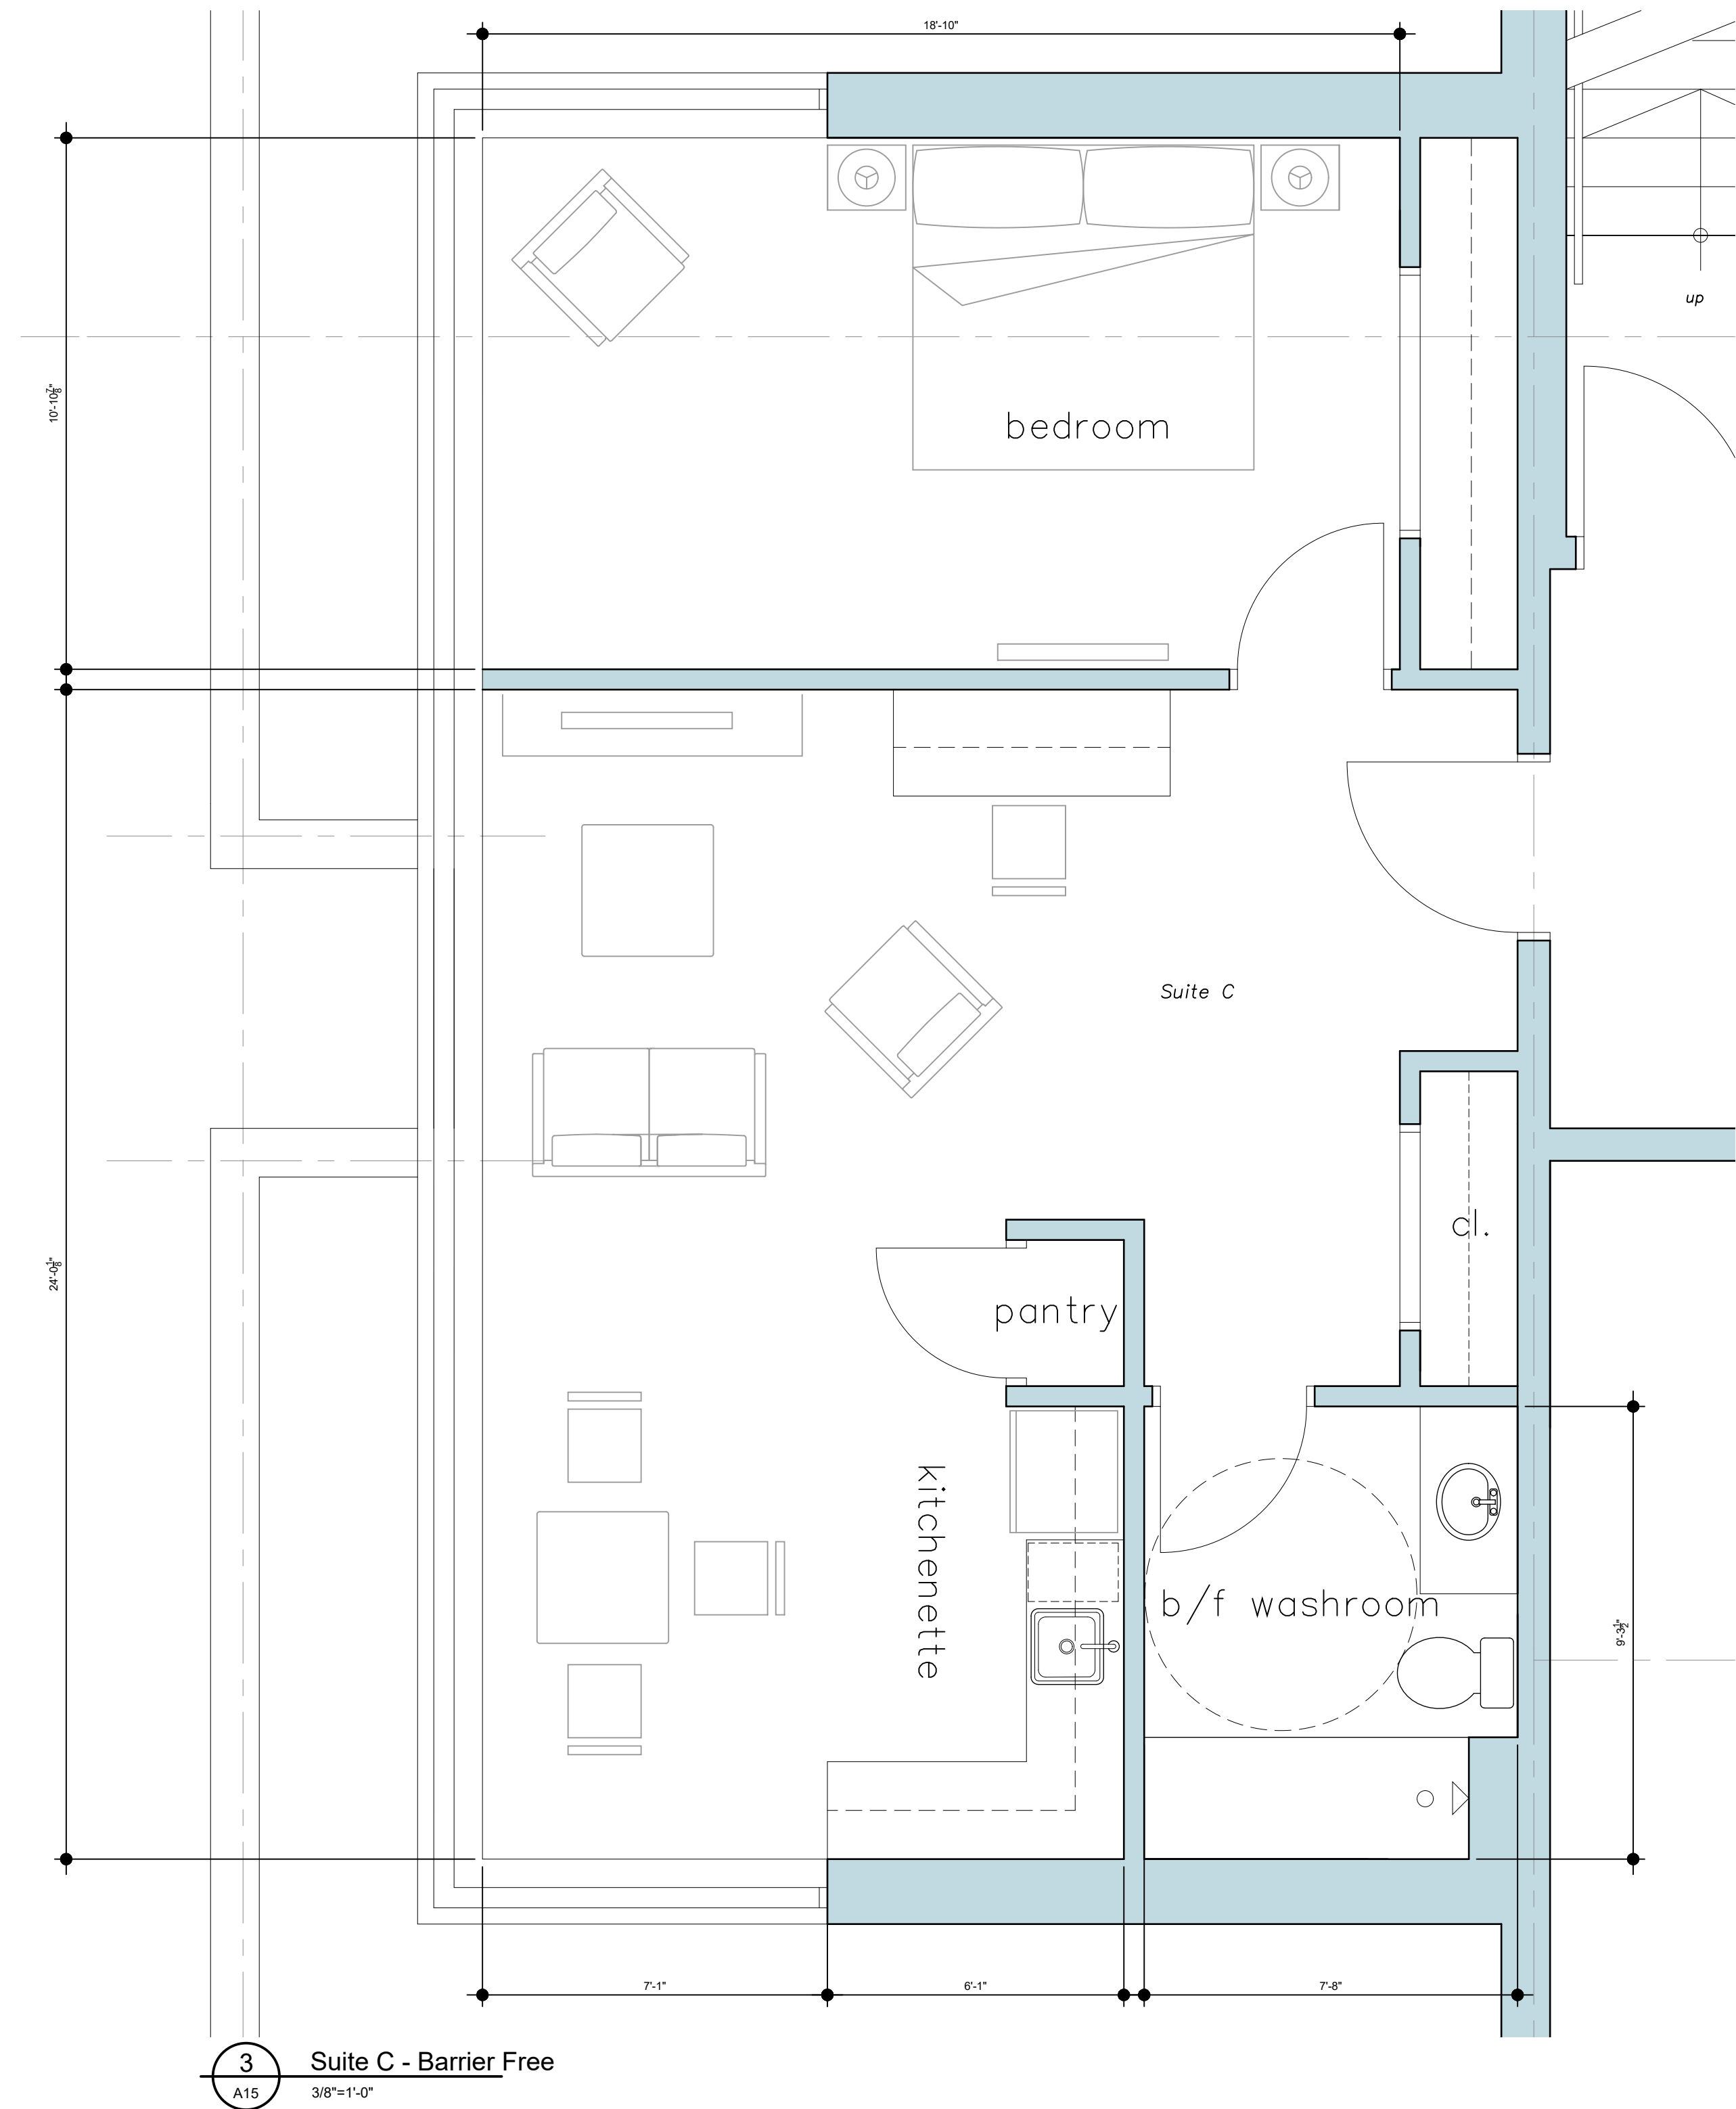 18'-10"
up
10'-10⅞"
bedroom
Suite C
24'-0⅛"
cl.
pantry
kitchenette
b/f washroom
9'-3½"
7'-1"
6'-1"
7'-8"
3
Suite C - Barrier Free
A15
3/8"=1'-0"